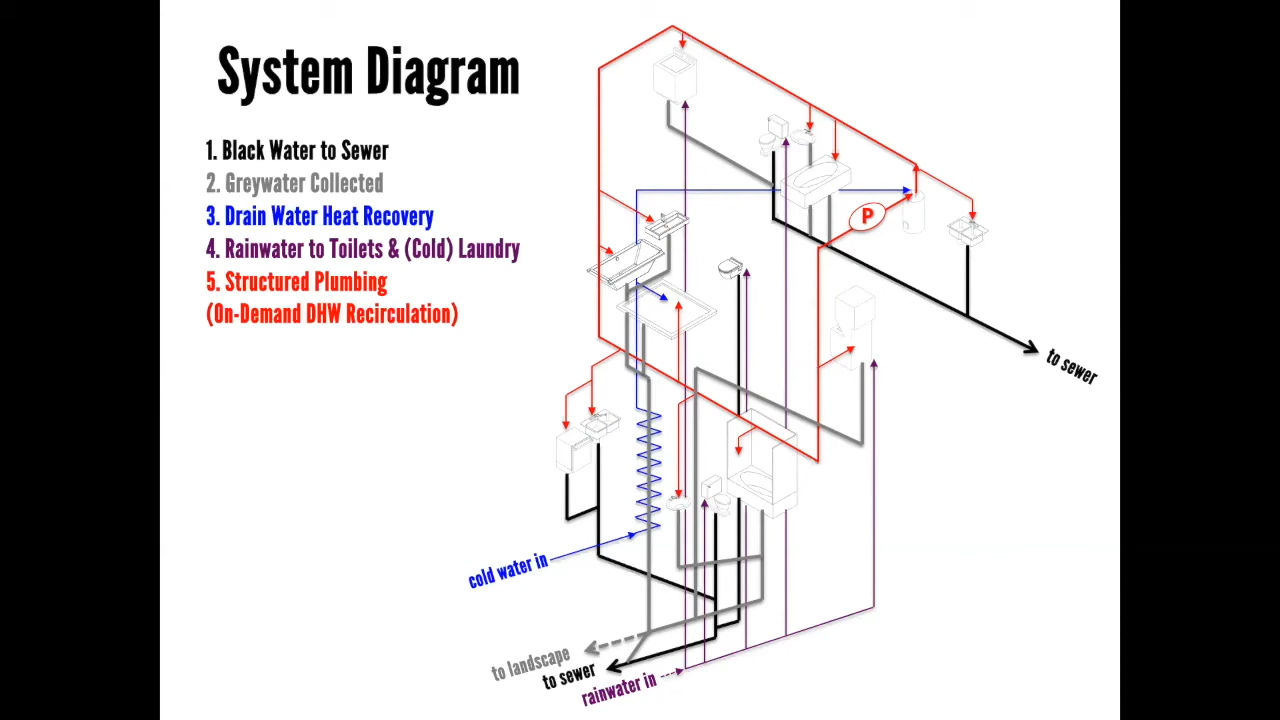 System Diagram
1. Black Water to Sewer
2. Greywater Collected
3. Drain Water Heat Recovery
4. Rainwater to Toilets & (Cold) Laundry
5. Structured Plumbing
(On-Demand DHW Recirculation)
P
to sewer
cold water in
to landscape
to sewer
rainwater in